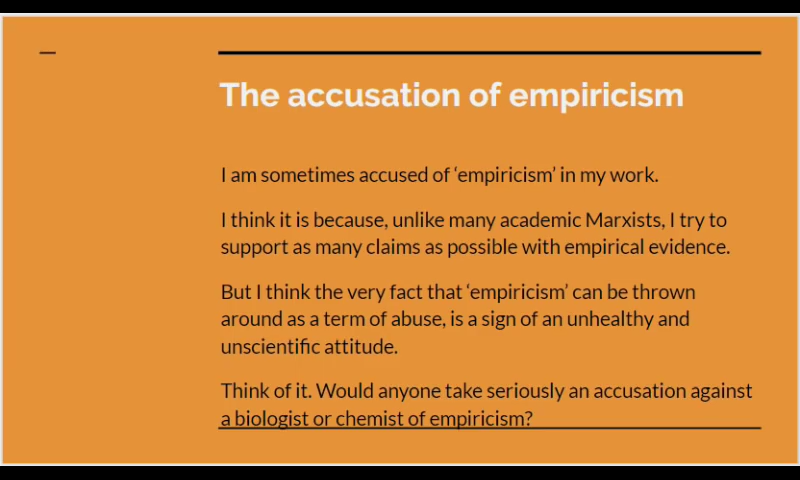 The accusation of empiricism
I am sometimes accused of ‘empiricism’ in my work.
I think it is because, unlike many academic Marxists, I try to
support as many claims as possible with empirical evidence.
But I think the very fact that ‘empiricism’ can be thrown
around as a term of abuse, is a sign of an unhealthy and
unscientific attitude.
Think of it. Would anyone take seriously an accusation against
a biologist or chemist of empiricism?